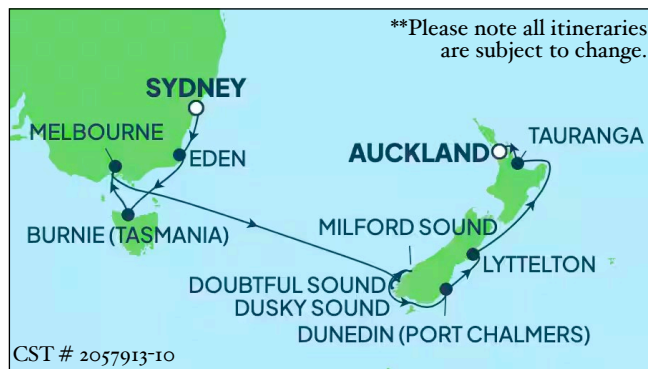 **Please note all itineraries
are subject to change.
SYDNEY
MELBOURNE
EDEN
BURNIE (TASMANIA)
AUCKLAND
TAURANGA
MILFORD SOUND
LYTTELTON
DOUBTFUL SOUND
DUSKY SOUND
DUNEDIN (PORT CHALMERS)
CST # 2057913-10